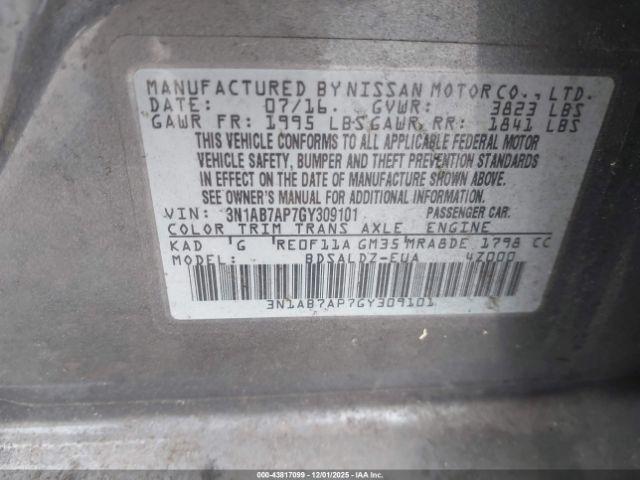 MANUFACTURED BY NISSAN MOTOR CO., LTD.
DATE: 07/16. GVWR: 3823 LBS
GAWR FR: 1995 LBS GAWR RR: 1841 LBS
THIS VEHICLE CONFORMS TO ALL APPLICABLE FEDERAL MOTOR
VEHICLE SAFETY, BUMPER AND THEFT PREVENTION STANDARDS
IN EFFECT ON THE DATE OF MANUFACTURE SHOWN ABOVE.
SEE OWNER'S MANUAL FOR ADDITIONAL INFORMATION.
VIN: 3N1AB7AP7GY309101 PASSENGER CAR.
COLOR TRIM TRANS AXLE ENGINE
KAD G RE0F11A GM35 MRA8DE 1798 CC
MODEL: BDSALDZ-EUA 4Z000
3N1AB7AP7GY309101
000-43817099 | 12/01/2025 - COPYRIGHT © IAA